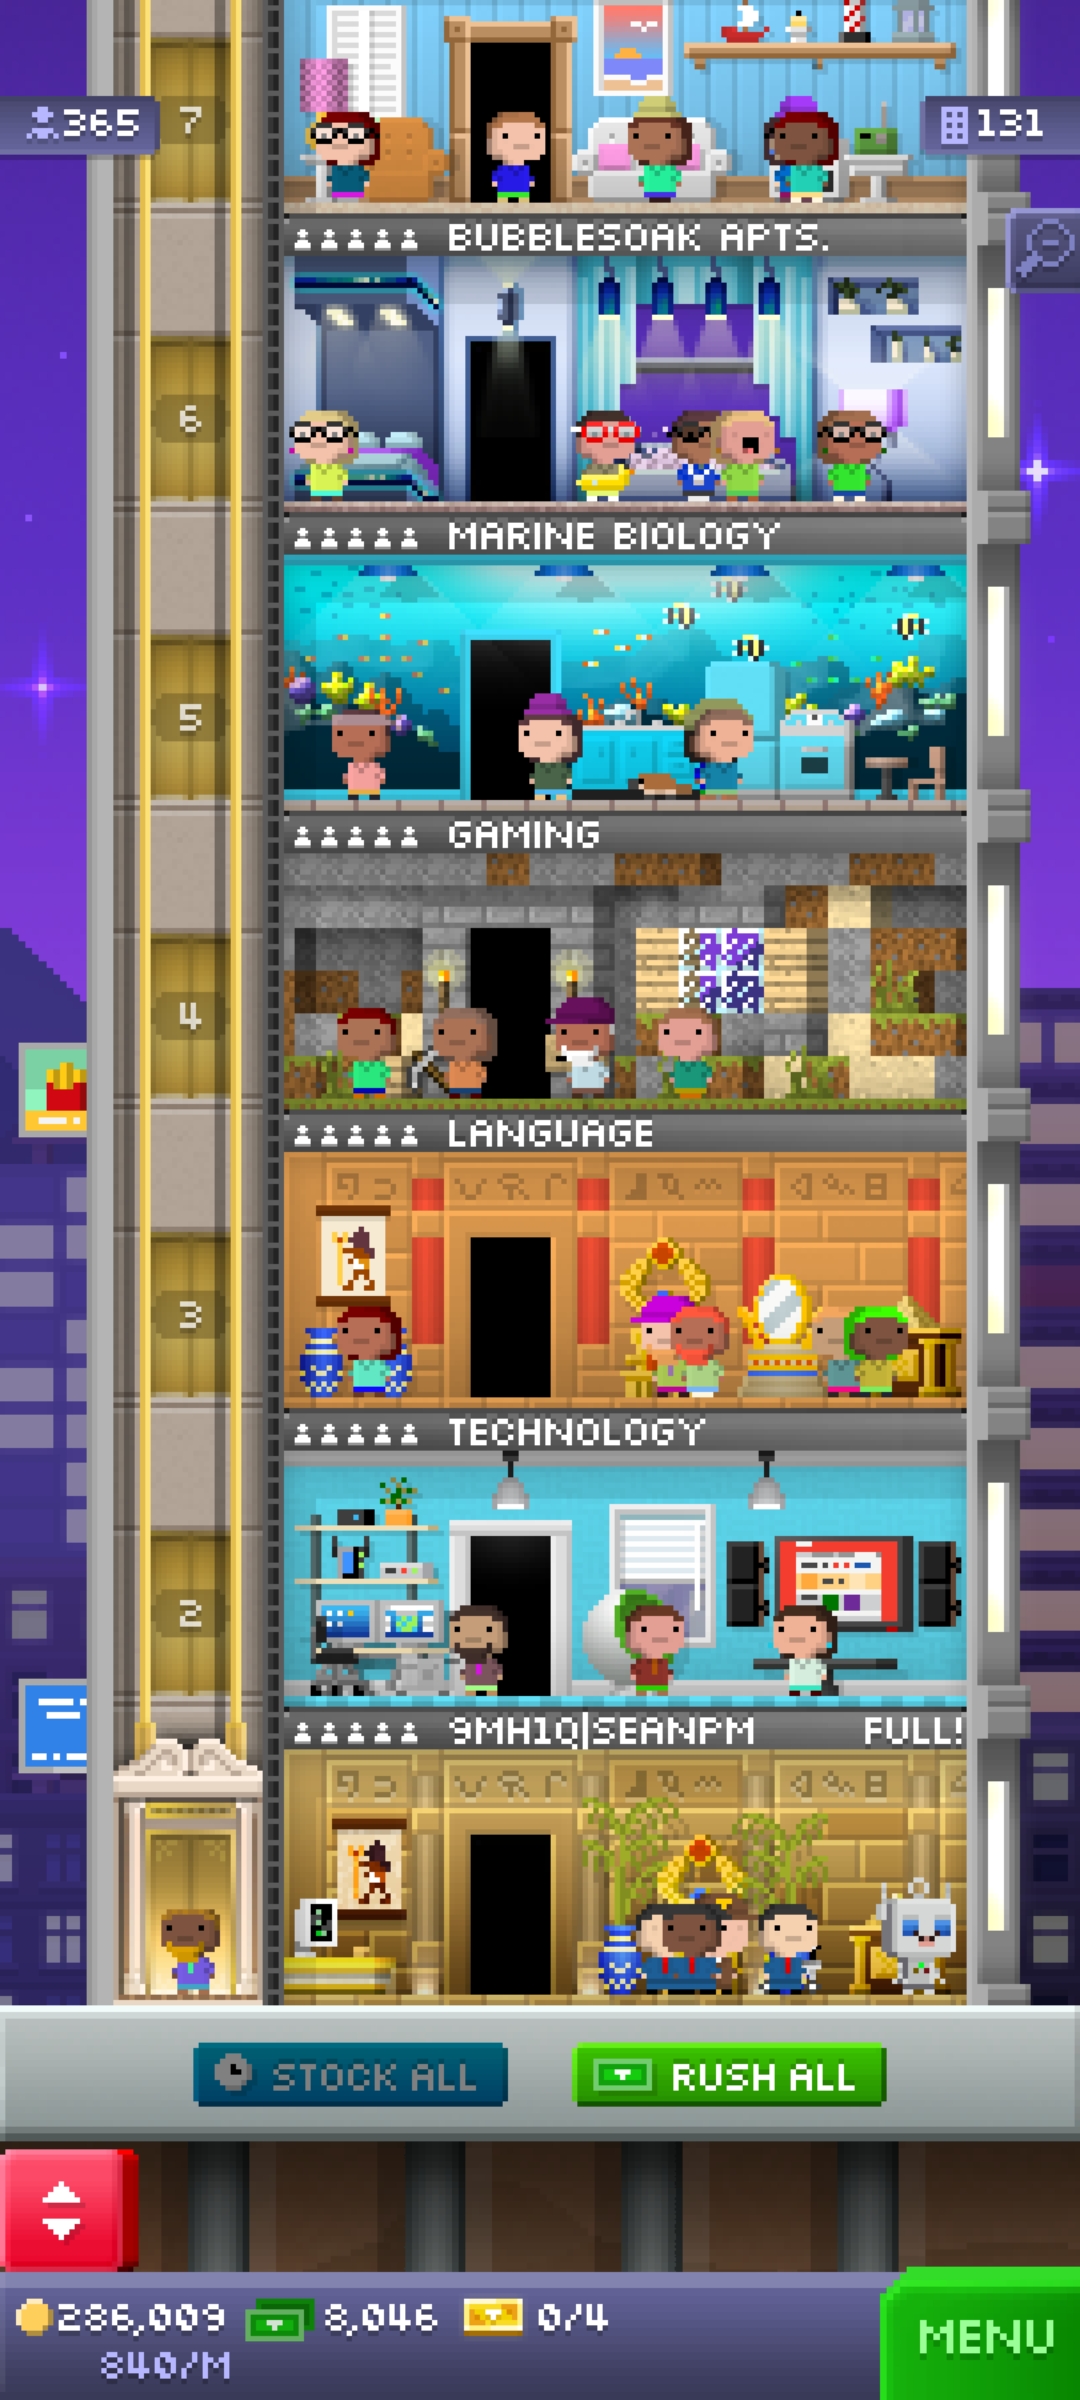 7
365
131
BUBBLESOAK APTS.
6
MARINE BIOLOGY
5
GAMING
4
LANGUAGE
3
TECHNOLOGY
2
9MH1Q|SEANPM FULL!
STOCK ALL
RUSH ALL
286,009
8,046
0/4
840/M
MENU